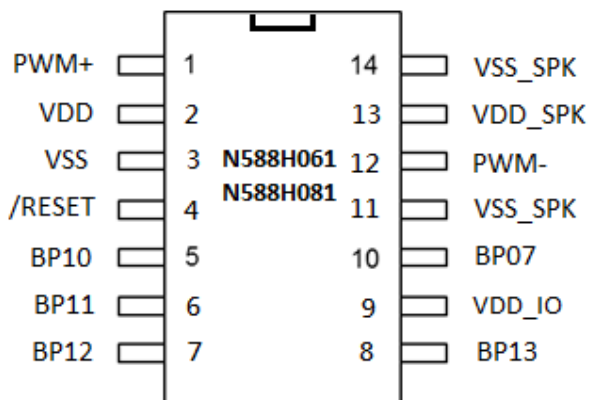 PWM+ 1 14 VSS_SPK
VDD 2 13 VDD_SPK
VSS 3 N588H061 12 PWM-
N588H081
/RESET 4 11 VSS_SPK
BP10 5 10 BP07
BP11 6 9 VDD_IO
BP12 7 8 BP13